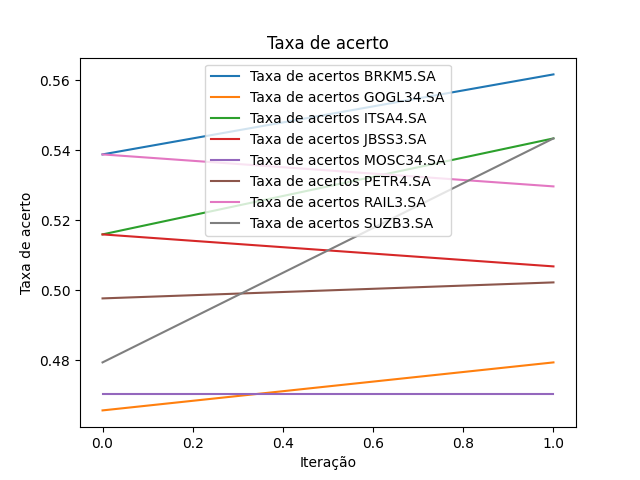 Taxa de acerto
Taxa de acertos BRKM5.SA
Taxa de acertos GOGL34.SA
Taxa de acertos ITSA4.SA
Taxa de acertos JBSS3.SA
Taxa de acertos MOSC34.SA
Taxa de acertos PETR4.SA
Taxa de acertos RAIL3.SA
Taxa de acertos SUZB3.SA
Taxa de acerto
0.56
0.54
0.52
0.50
0.48
0.0 0.2 0.4 0.6 0.8 1.0
Iteração